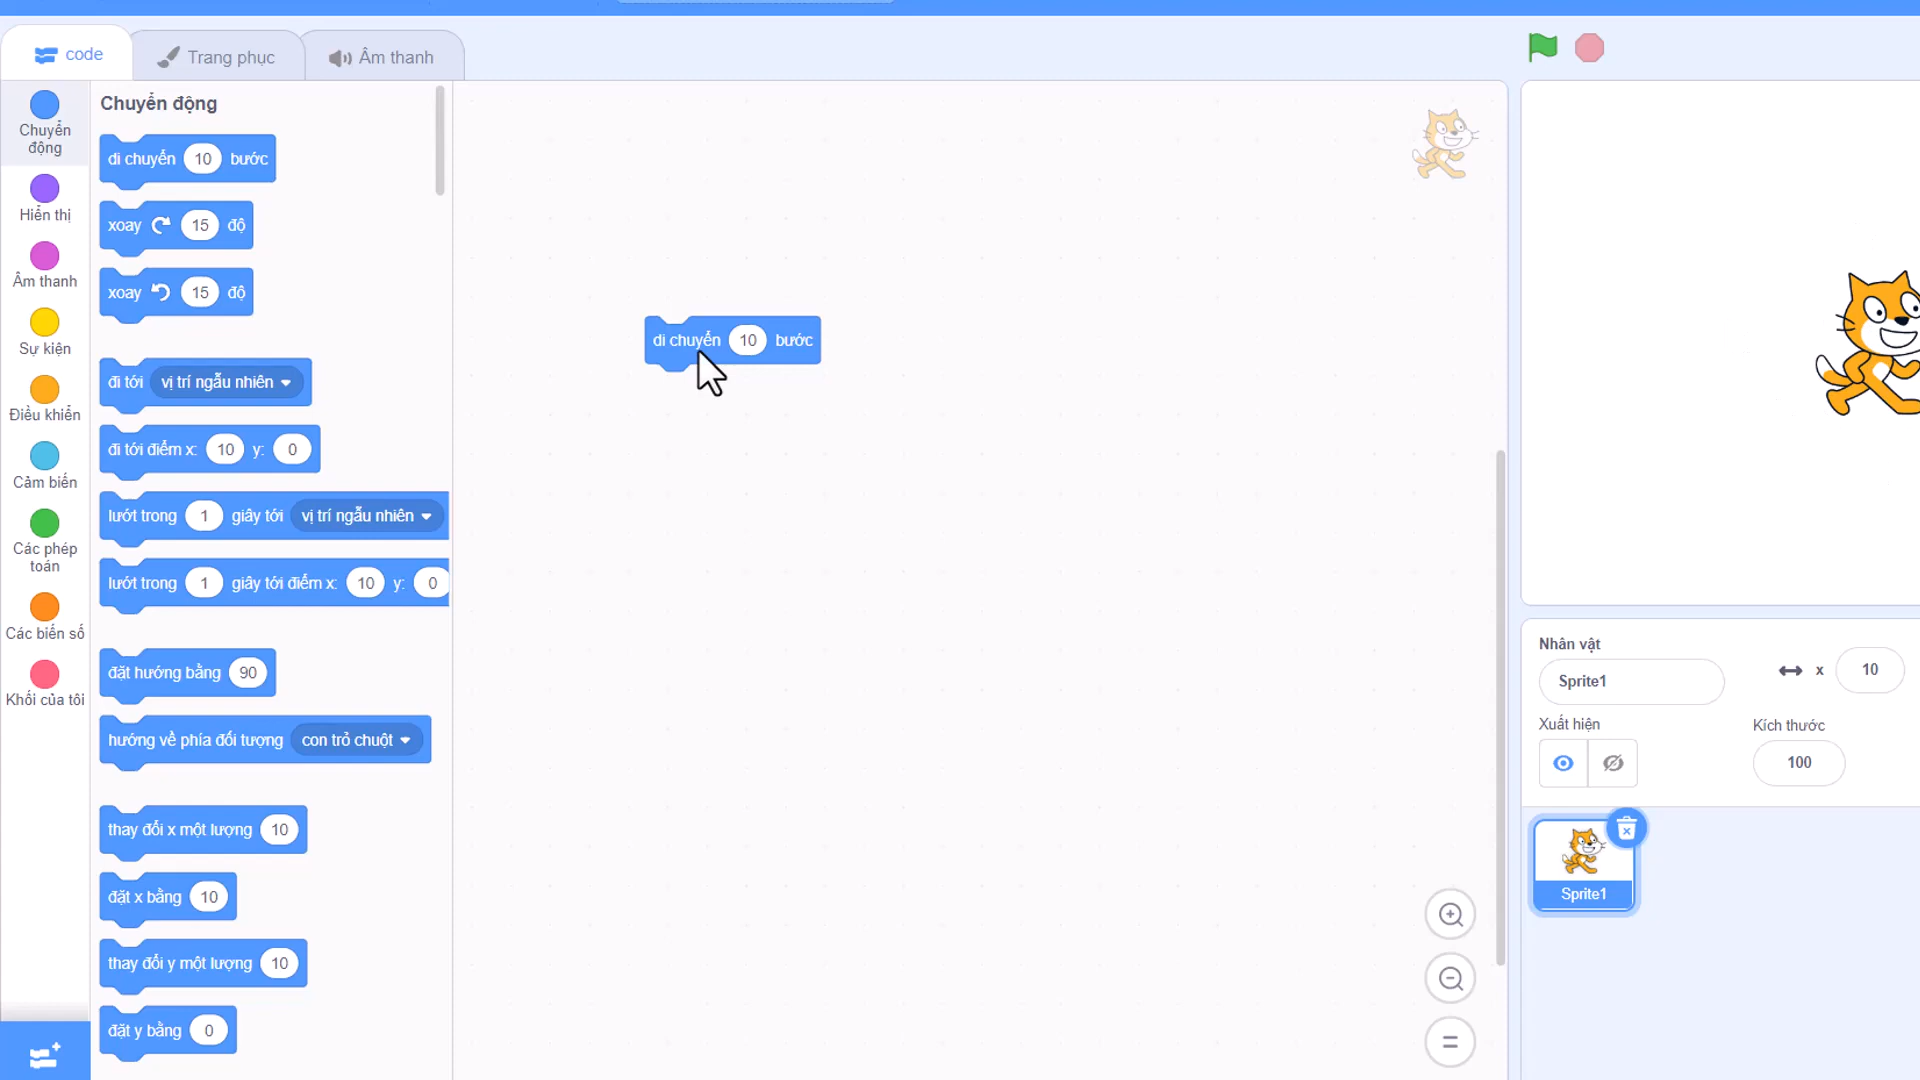 code
Trang phục
Âm thanh
Chuyển động
Hiển thị
Âm thanh
Sự kiện
Điều khiển
Cảm biến
Các phép toán
Các biến số
Khối của tôi
Chuyển động
di chuyển 10 bước
xoay 15 độ
xoay 15 độ
đi tới vị trí ngẫu nhiên
đi tới điểm x: 10 y: 0
lướt trong 1 giây tới vị trí ngẫu nhiên
lướt trong 1 giây tới điểm x: 10 y: 0
đặt hướng bằng 90
hướng về phía đối tượng con trỏ chuột
thay đổi x một lượng 10
đặt x bằng 10
thay đổi y một lượng 10
đặt y bằng 0
di chuyển 10 bước
Nhân vật
Sprite1
x 10
Xuất hiện
Kích thước
100
Sprite1